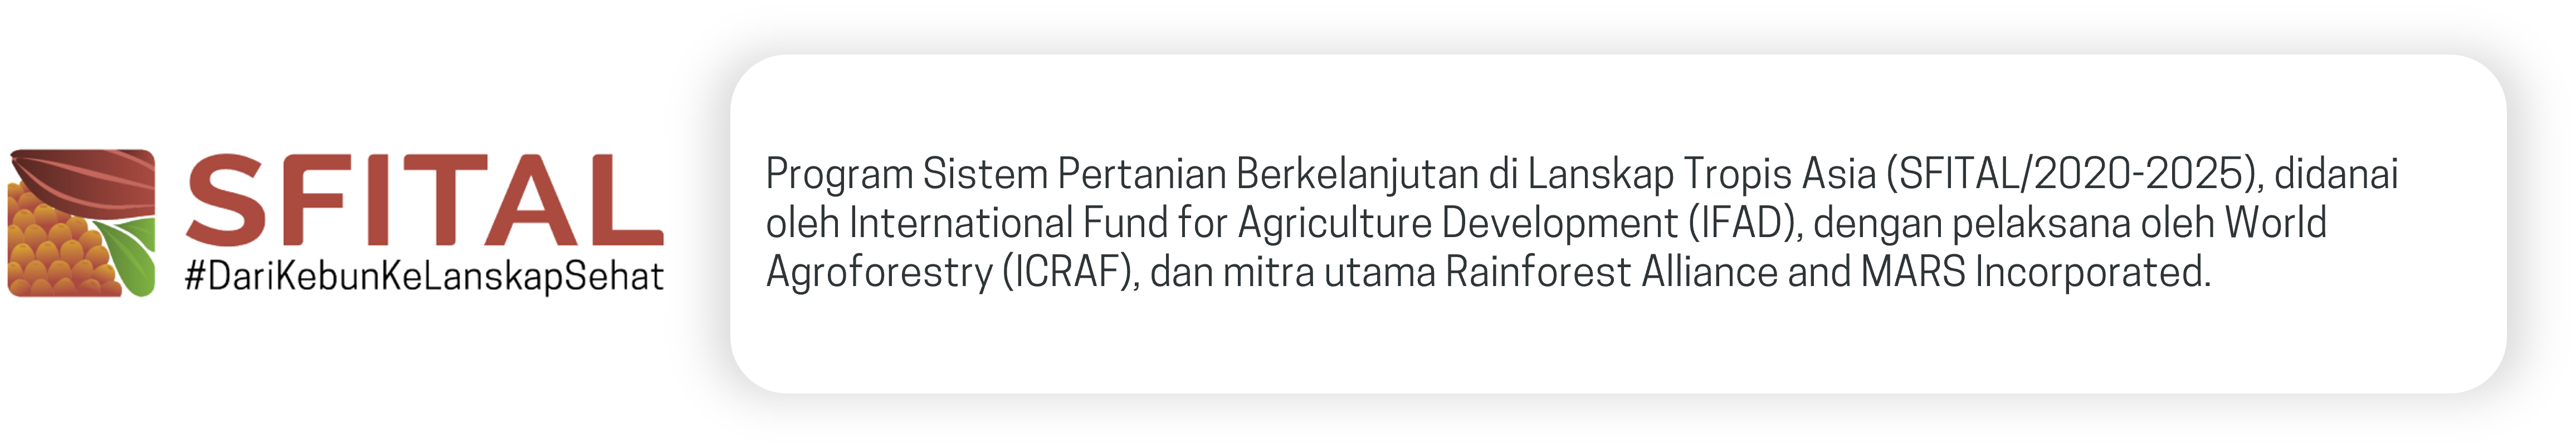 SFITAL
#DariKebunKeLanskapSehat
Program Sistem Pertanian Berkelanjutan di Lanskap Tropis Asia (SFITAL/2020-2025), didanai
oleh International Fund for Agriculture Development (IFAD), dengan pelaksana oleh World
Agroforestry (ICRAF), dan mitra utama Rainforest Alliance and MARS Incorporated.